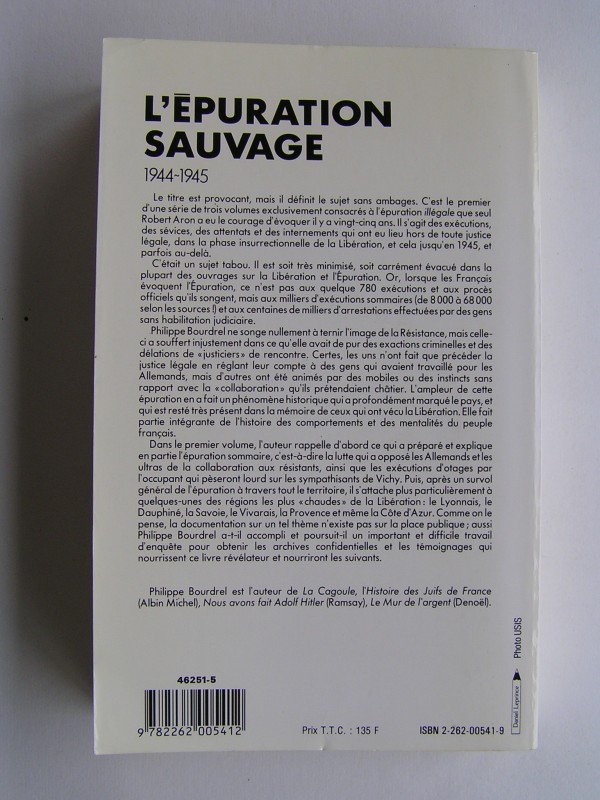 L'ÉPURATION
SAUVAGE
1944-1945
Le titre est provocant, mais il définit le sujet sans ambages. C'est le premier
d'une série de trois volumes exclusivement consacrés à l'épuration illégale que seul
Robert Aron a eu le courage d'évoquer il y a vingt-cinq ans. Il s'agit des exécutions,
des sévices, des attentats et des internements qui ont eu lieu hors de toute justice
légale, dans la phase insurrectionnelle de la Libération, et cela jusqu'en 1945, et
parfois au-delà.
C'était un sujet tabou. Il est soit très minimisé, soit carrément évacué dans la
plupart des ouvrages sur la Libération et l'Épuration. Or, lorsque les Français
évoquent l'Épuration, ce n'est pas aux quelque 780 exécutions et aux procès
officiels qu'ils songent, mais aux milliers d'exécutions sommaires (de 8 000 à 68 000
selon les sources !) et aux centaines de milliers d'arrestations effectuées par des gens
sans habilitation judiciaire.
Philippe Bourdrel ne songe nullement à ternir l'image de la Résistance, mais celle-
ci a souffert injustement dans ce qu'elle avait de pur des exactions criminelles et des
délations de « justiciers » de rencontre. Certes, les uns n'ont fait que précéder la
justice légale en réglant leur compte à des gens qui avaient travaillé pour les
Allemands, mais d'autres ont été animés par des mobiles ou des instincts sans
rapport avec la « collaboration » qu'ils prétendaient châtier. L'ampleur de cette
épuration en a fait un phénomène historique qui a profondément marqué le pays, et
qui est resté très présent dans la mémoire de ceux qui ont vécu la Libération. Elle fait
partie intégrante de l'histoire des comportements et des mentalités du peuple
français.
Dans le premier volume, l'auteur rappelle d'abord ce qui a préparé et explique
en partie l'épuration sommaire, c'est-à-dire la lutte qui a opposé les Allemands et les
ultras de la collaboration aux résistants, ainsi que les exécutions d'otages par
l'occupant qui pèseront lourd sur les sympathisants de Vichy. Puis, après un survol
général de l'épuration à travers tout le territoire, il s'attache plus particulièrement à
quelques-unes des régions les plus « chaudes » de la Libération : le Lyonnais, le
Dauphiné, la Savoie, le Vivarais, la Provence et même la Côte d'Azur. Comme on le
pense, la documentation sur un tel thème n'existe pas sur la place publique ; aussi
Philippe Bourdrel a-t-il accompli et poursuit-il un important et difficile travail
d'enquête pour obtenir les archives confidentielles et les témoignages qui
nourrissent ce livre révélateur et nourriront les suivants.
Philippe Bourdrel est l'auteur de La Cagoule, l'Histoire des Juifs de France
(Albin Michel), Nous avons fait Adolf Hitler (Ramsay), Le Mur de l'argent (Denoël).
46251-5
9 782262 005412
Prix T.T.C. : 135 F
ISBN 2-262-00541-9
Daniel Leprince
Photo USIS